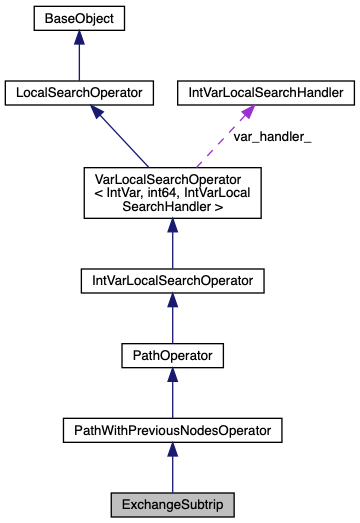 BaseObject
LocalSearchOperator
IntVarLocalSearchHandler
var_handler_
VarLocalSearchOperator
< IntVar, int64, IntVarLocal
SearchHandler >
IntVarLocalSearchOperator
PathOperator
PathWithPreviousNodesOperator
ExchangeSubtrip